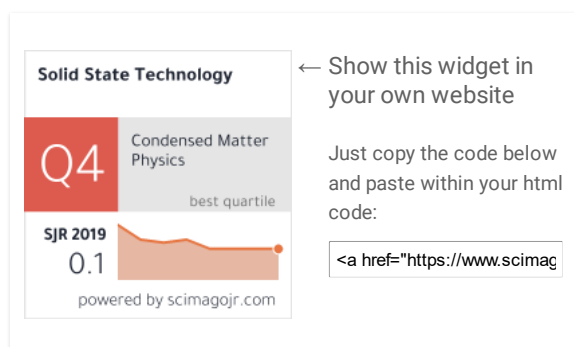 Solid State Technology
Q4
Condensed Matter
Physics
best quartile
SJR 2019
0.1
powered by scimagojr.com
← Show this widget in
your own website
Just copy the code below
and paste within your html
code:
<a href="https://www.scimag